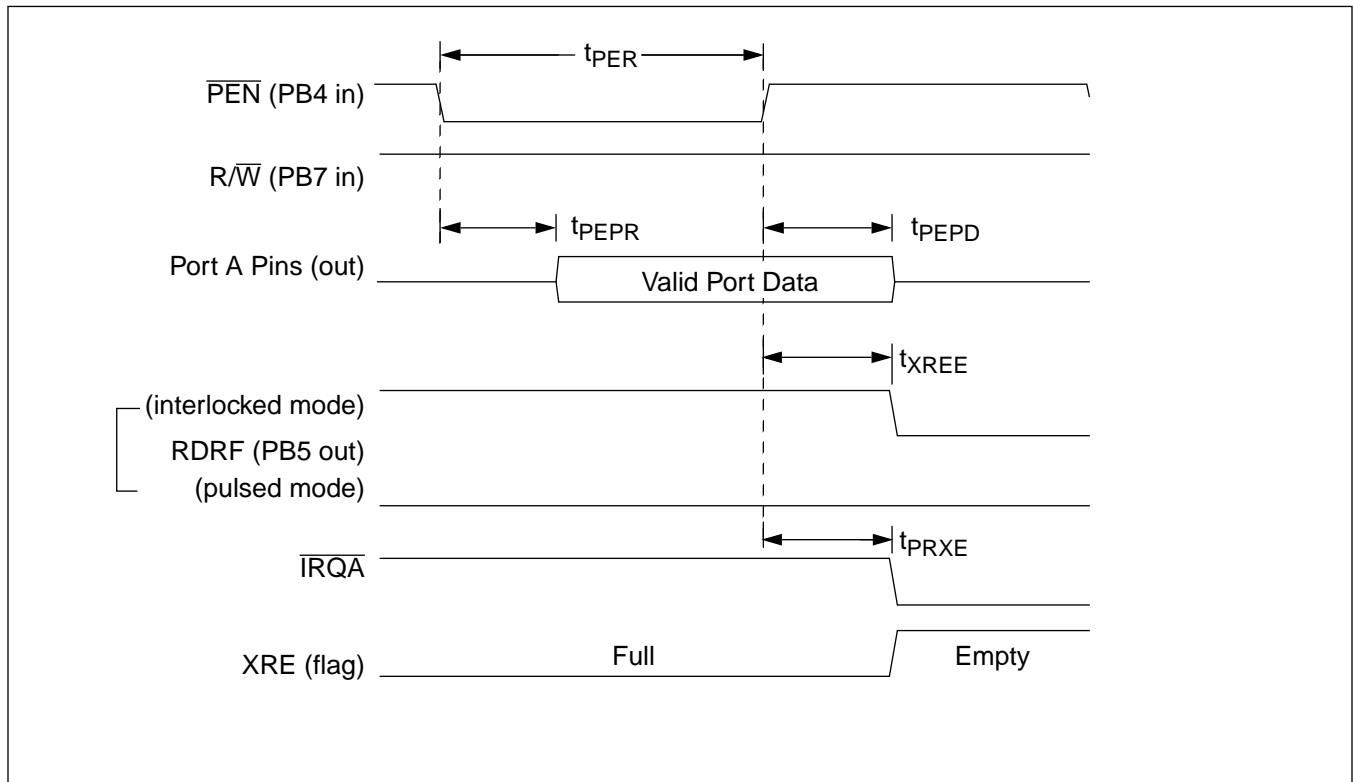 tPER
PEN (PB4 in)
R/W (PB7 in)
tPEPR
tPEPD
Port A Pins (out)
Valid Port Data
tXREE
(interlocked mode)
RDRF (PB5 out)
(pulsed mode)
tPRXE
IRQA
XRE (flag)
Full
Empty